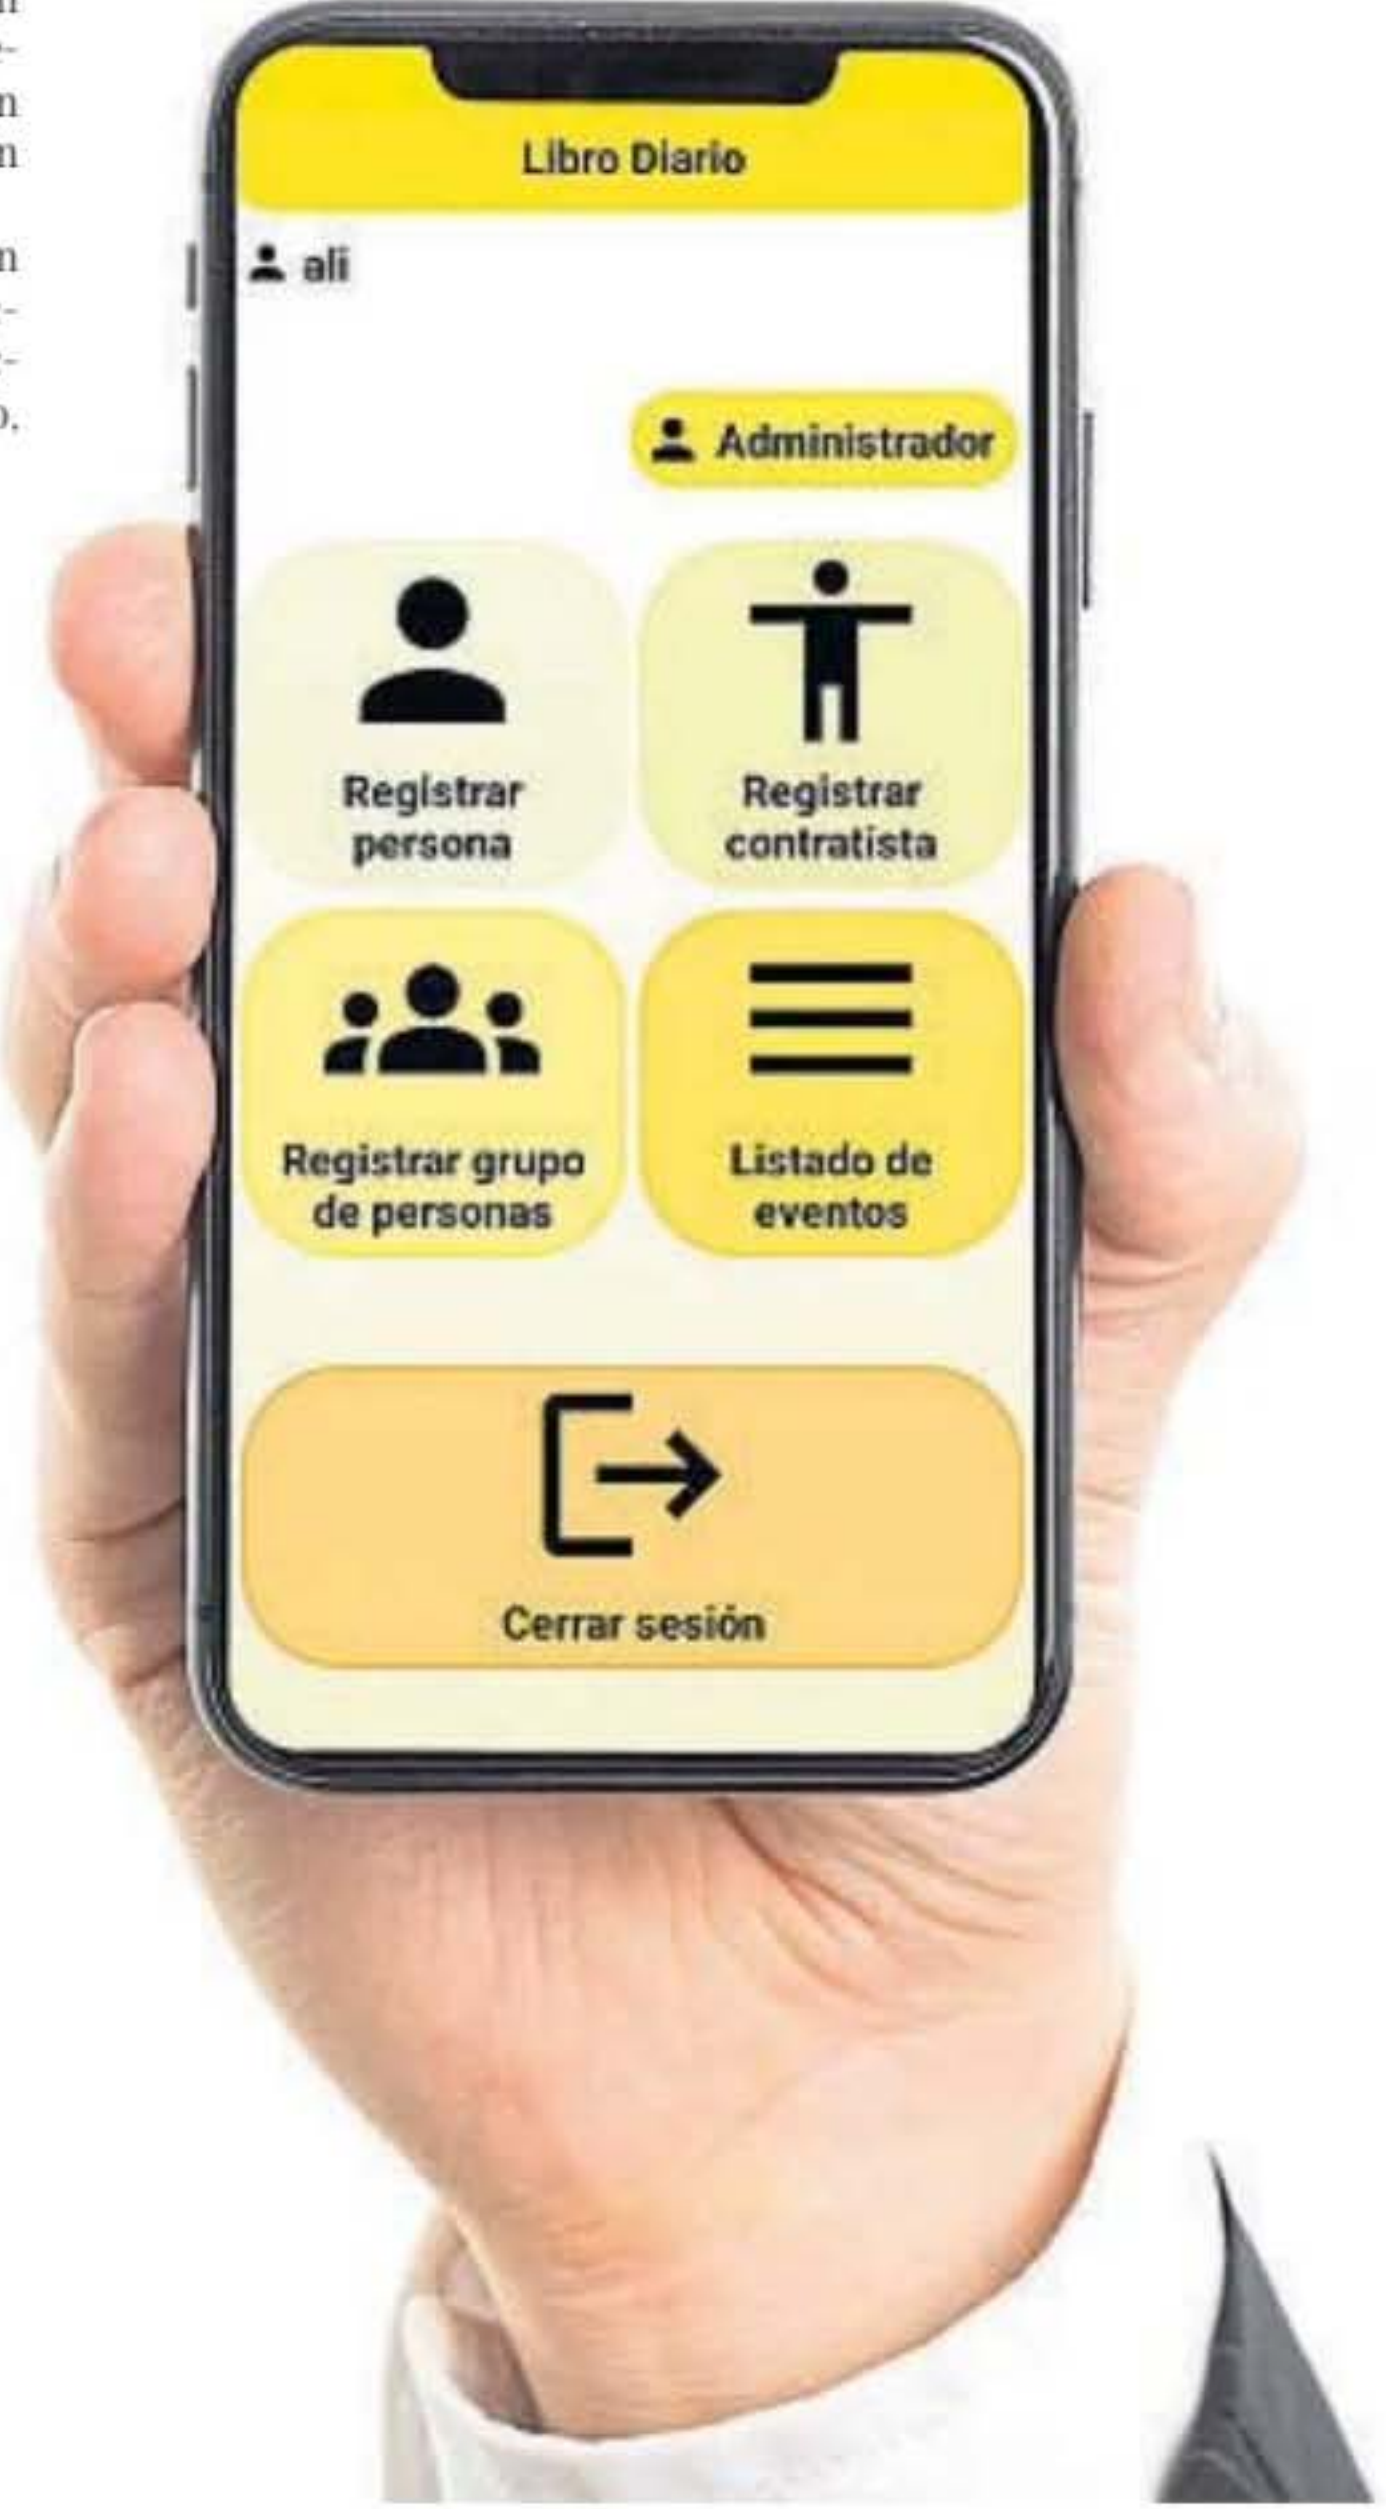 Libro Diario
ali
Administrador
Registrar
persona
Registrar
contratista
Registrar grupo
de personas
Listado de
eventos
Cerrar sesión